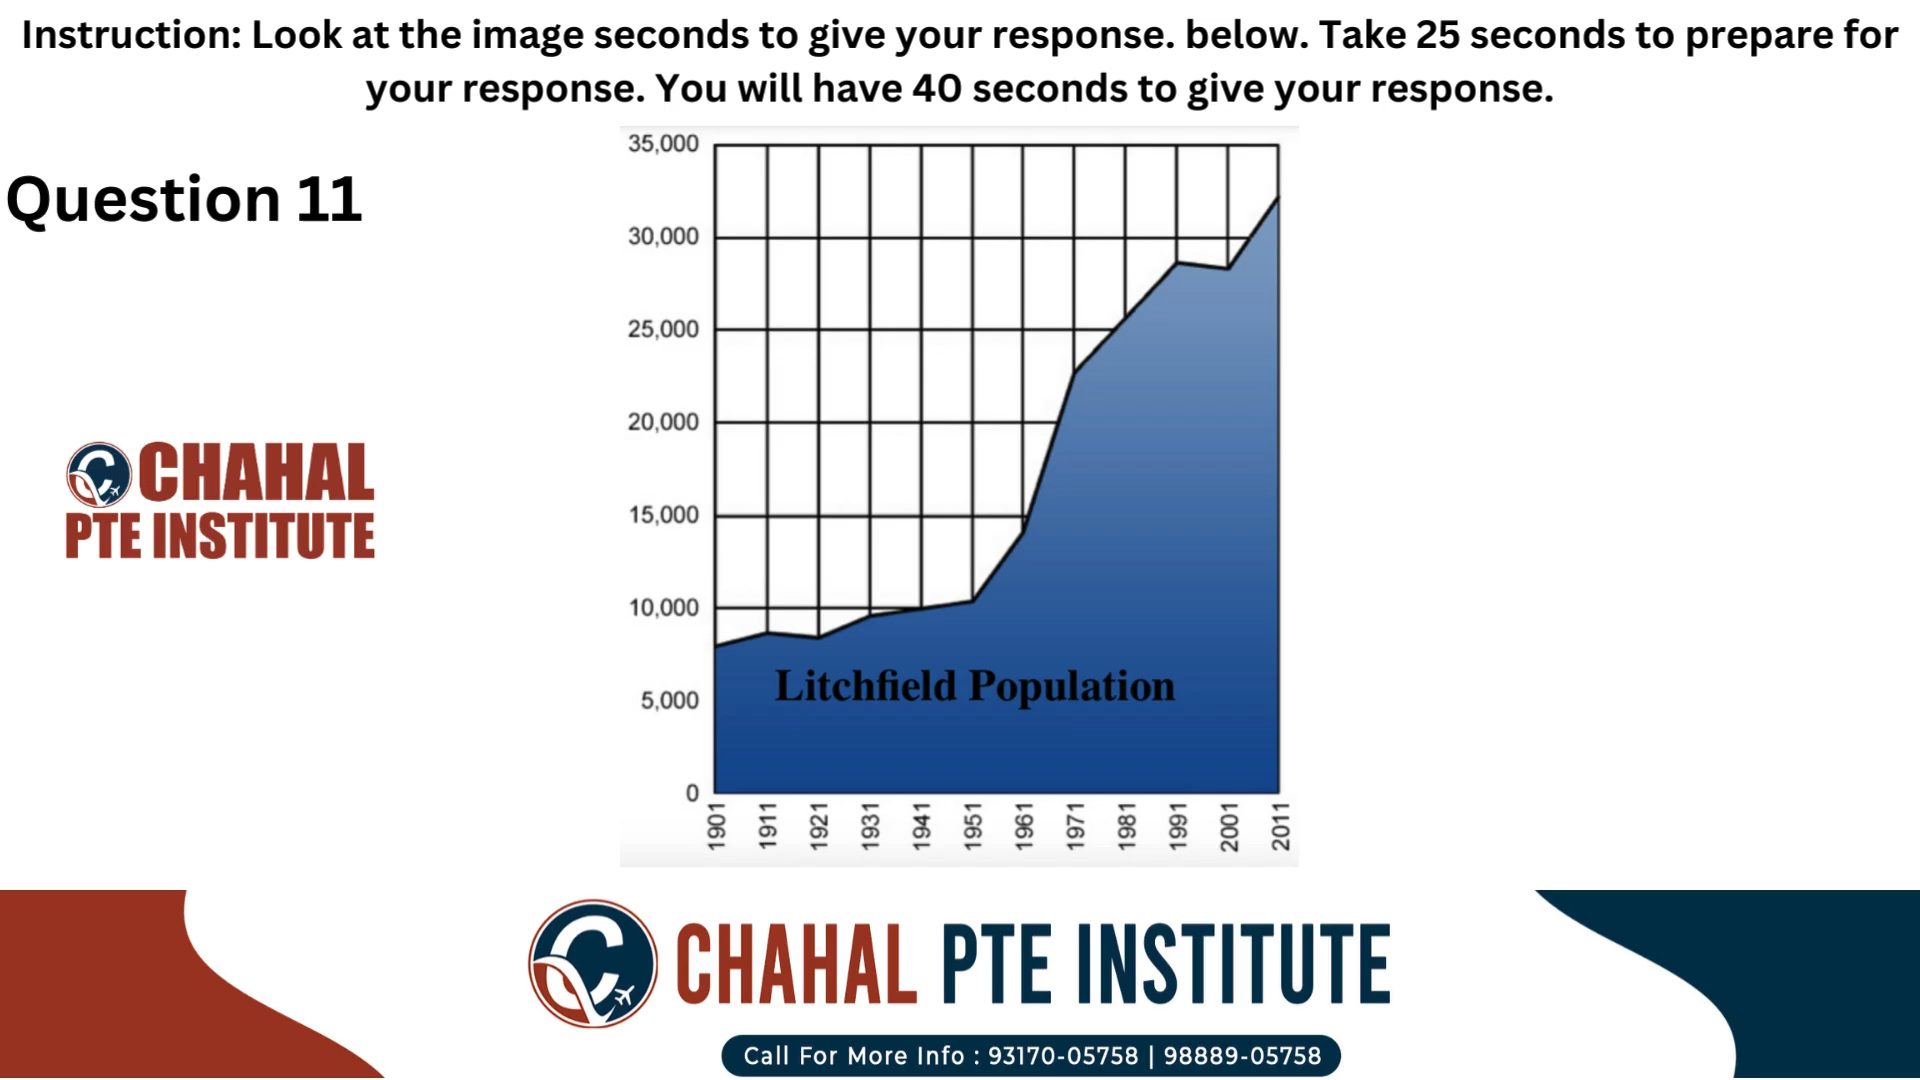 Instruction: Look at the image seconds to give your response. below. Take 25 seconds to prepare for
your response. You will have 40 seconds to give your response.
Question 11
CHAHAL
PTE INSTITUTE
35,000
30,000
25,000
20,000
15,000
10,000
5,000
0
Litchfield Population
1901
1911
1921
1931
1941
1951
1961
1971
1981
1991
2001
2011
CHAHAL PTE INSTITUTE
Call For More Info : 93170-05758 | 98889-05758